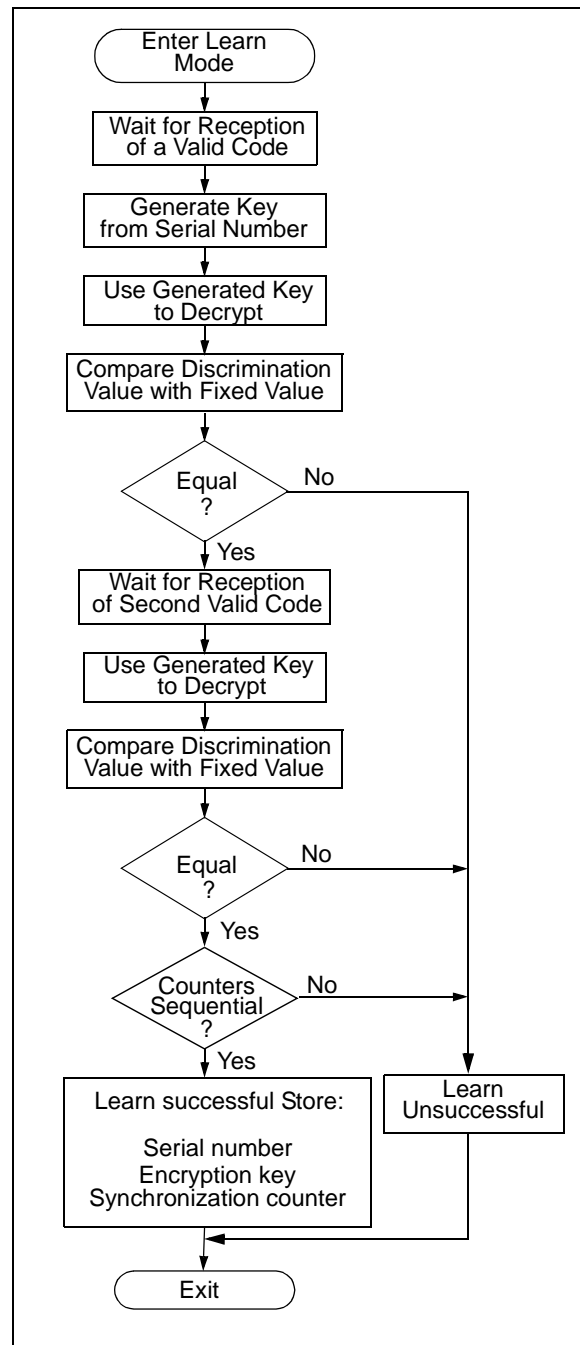 Enter Learn
Mode
Wait for Reception
of a Valid Code
Generate Key
from Serial Number
Use Generated Key
to Decrypt
Compare Discrimination
Value with Fixed Value
Equal
?
No
Yes
Wait for Reception
of Second Valid Code
Use Generated Key
to Decrypt
Compare Discrimination
Value with Fixed Value
Equal
?
No
Yes
Counters
Sequential
?
No
Yes
Learn successful Store:
Serial number
Encryption key
Synchronization counter
Learn
Unsuccessful
Exit